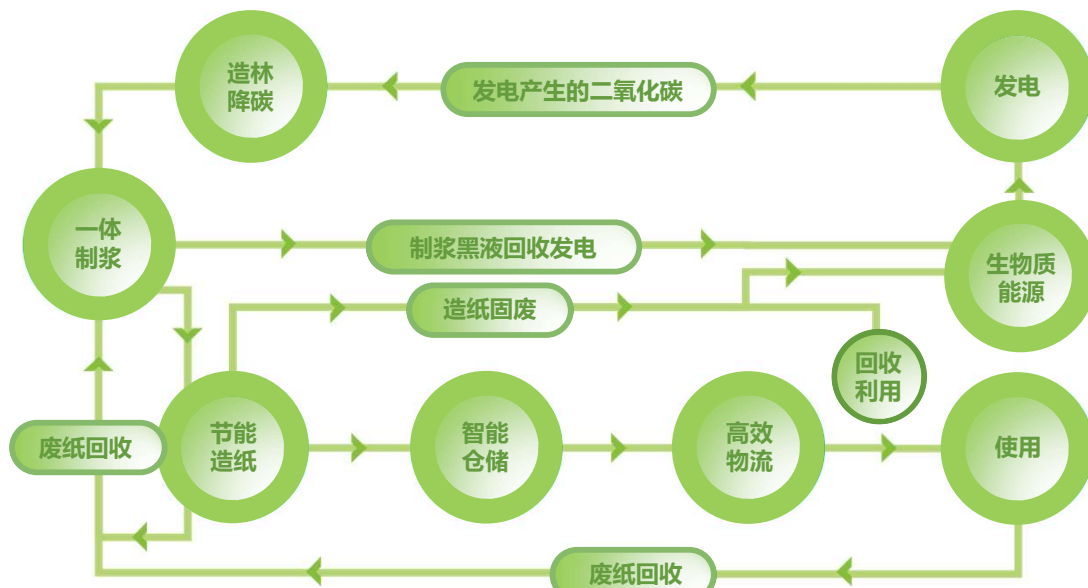 造林
降碳
发电产生的二氧化碳
发电
一体
制浆
制浆黑液回收发电
生物质
能源
造纸固废
回收
利用
废纸回收
节能
造纸
智能
仓储
高效
物流
使用
废纸回收